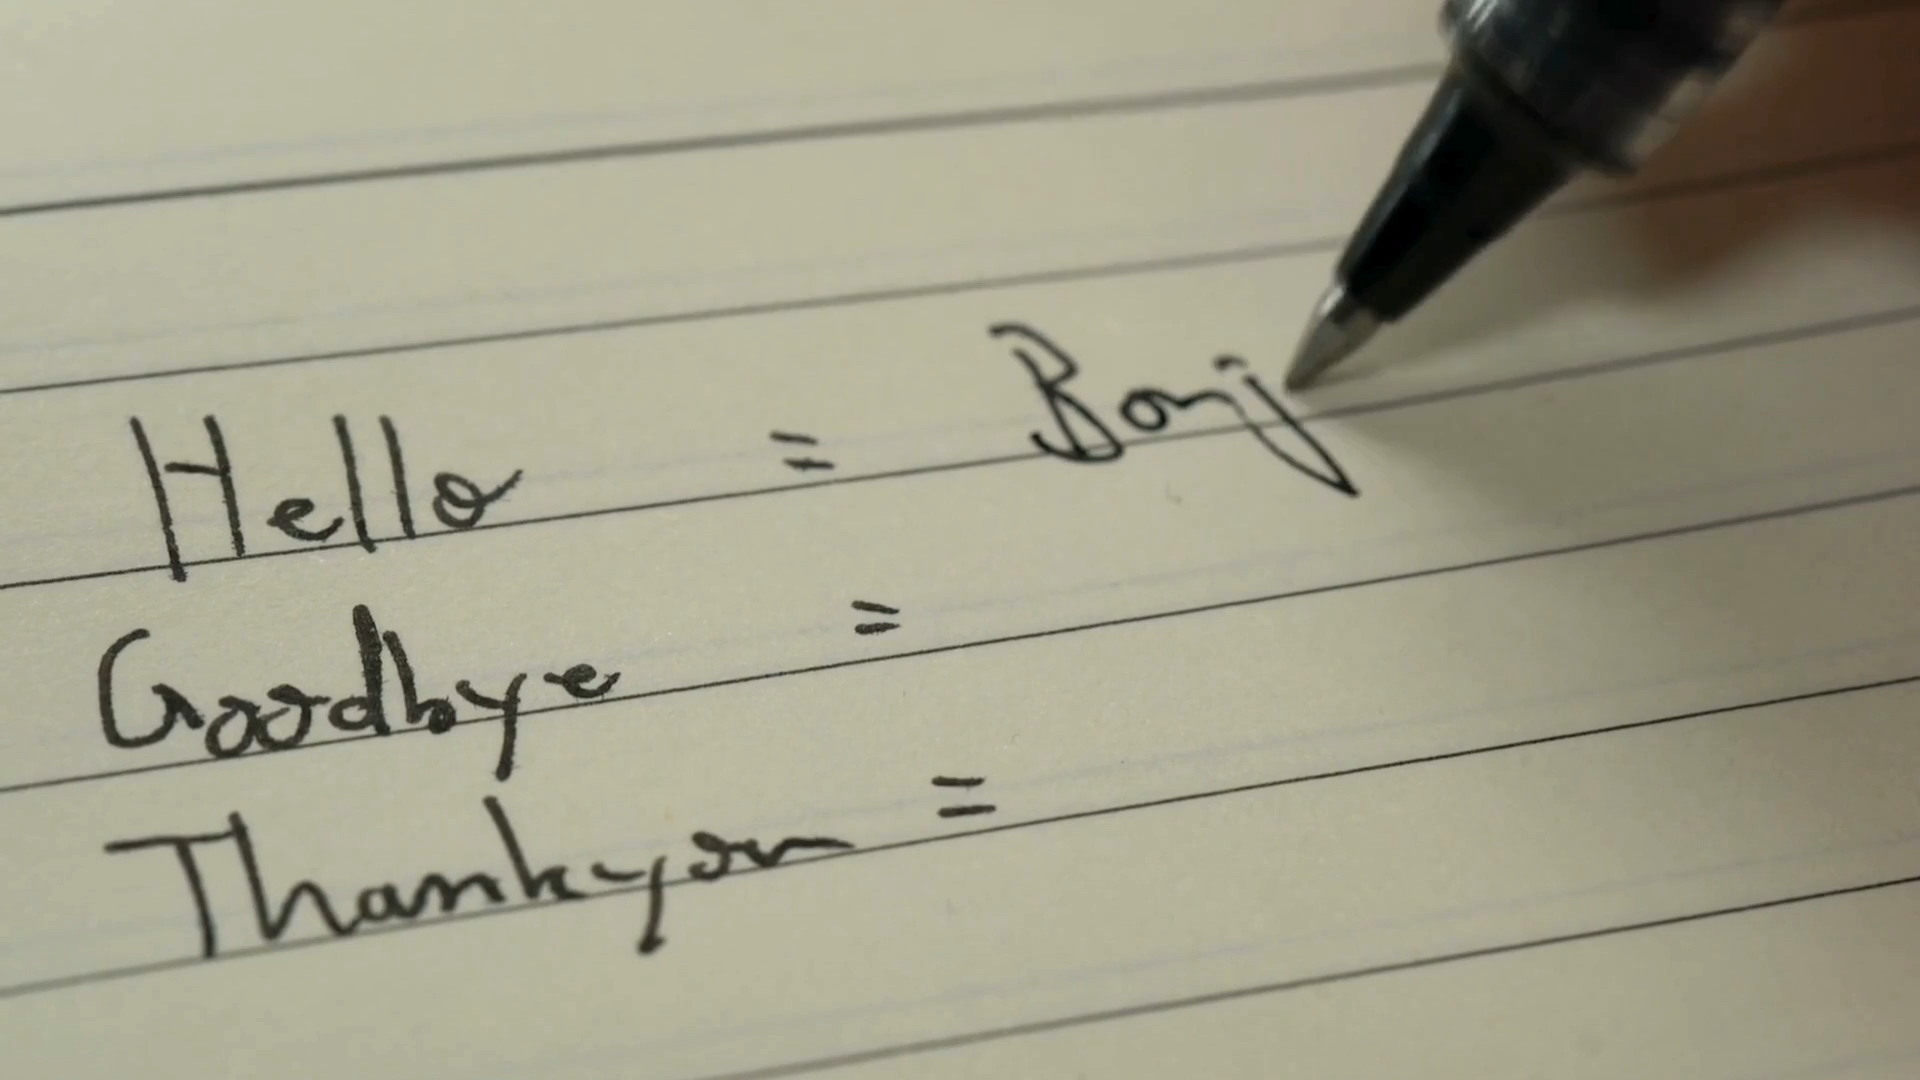 Hello = Bonj
Goodbye =
Thankyou =